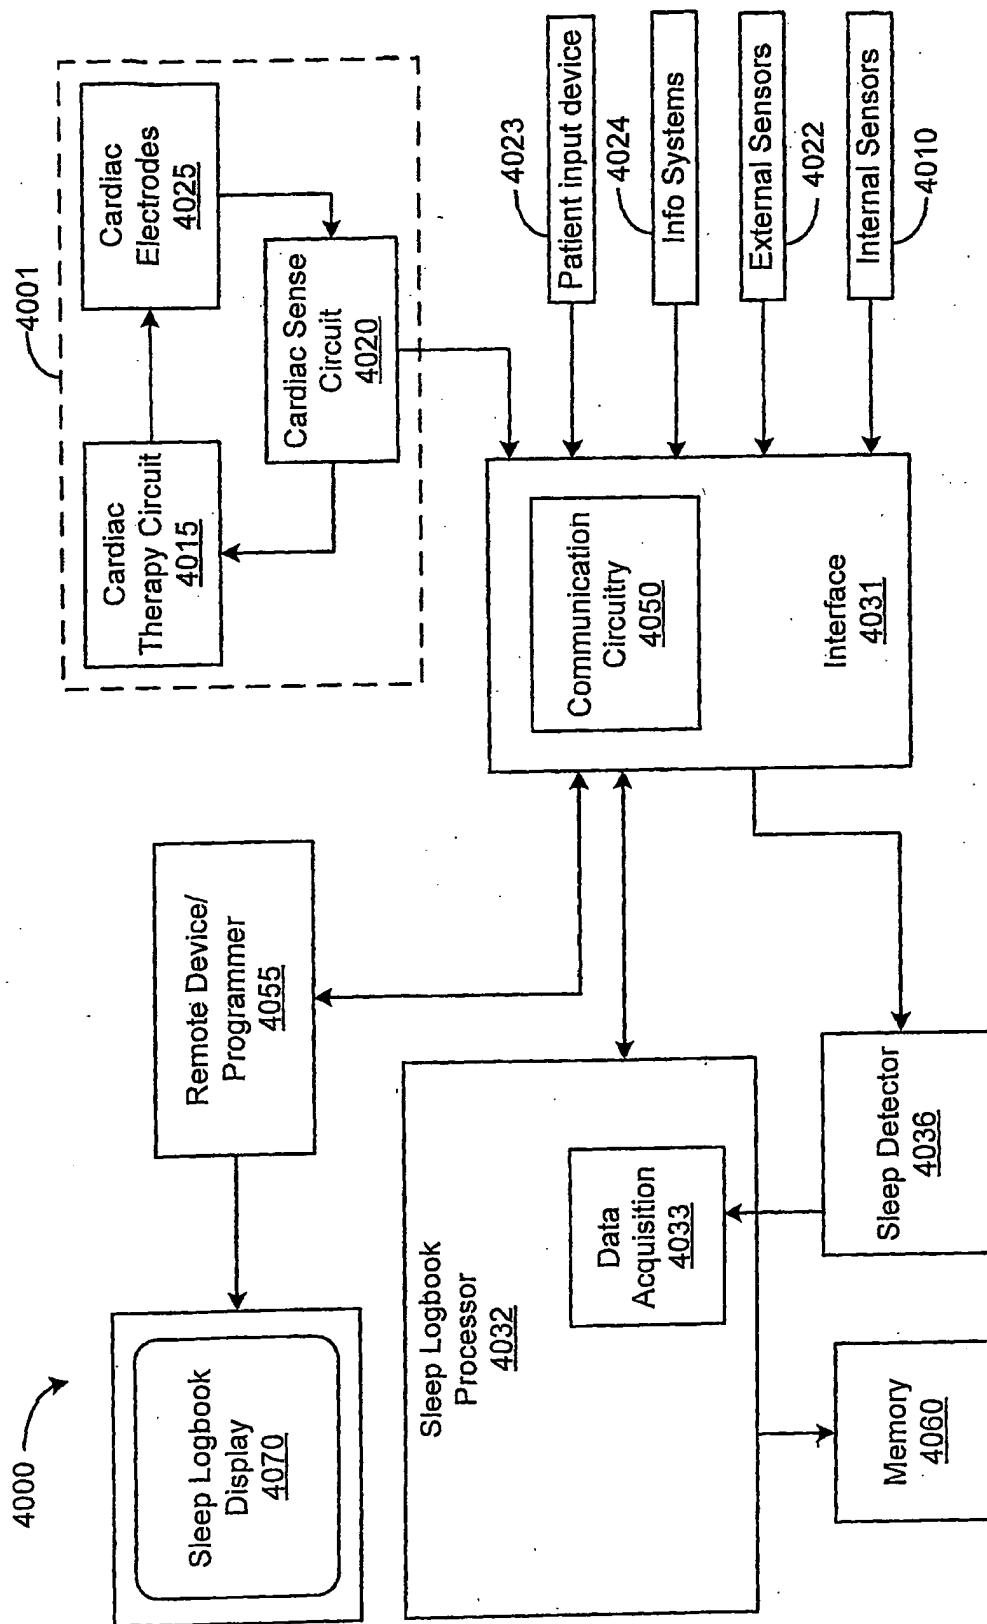 4000
Sleep Logbook
Display
4070
Remote Device/
Programmer
4055
4001
Cardiac
Therapy Circuit
4015
Cardiac
Electrodes
4025
Cardiac Sense
Circuit
4020
Sleep Logbook
Processor
4032
Data
Acquisition
4033
Communication
Circuitry
4050
Interface
4031
4023
Patient input device
4024
Info Systems
External Sensors
4022
Internal Sensors
4010
Memory
4060
Sleep Detector
4036